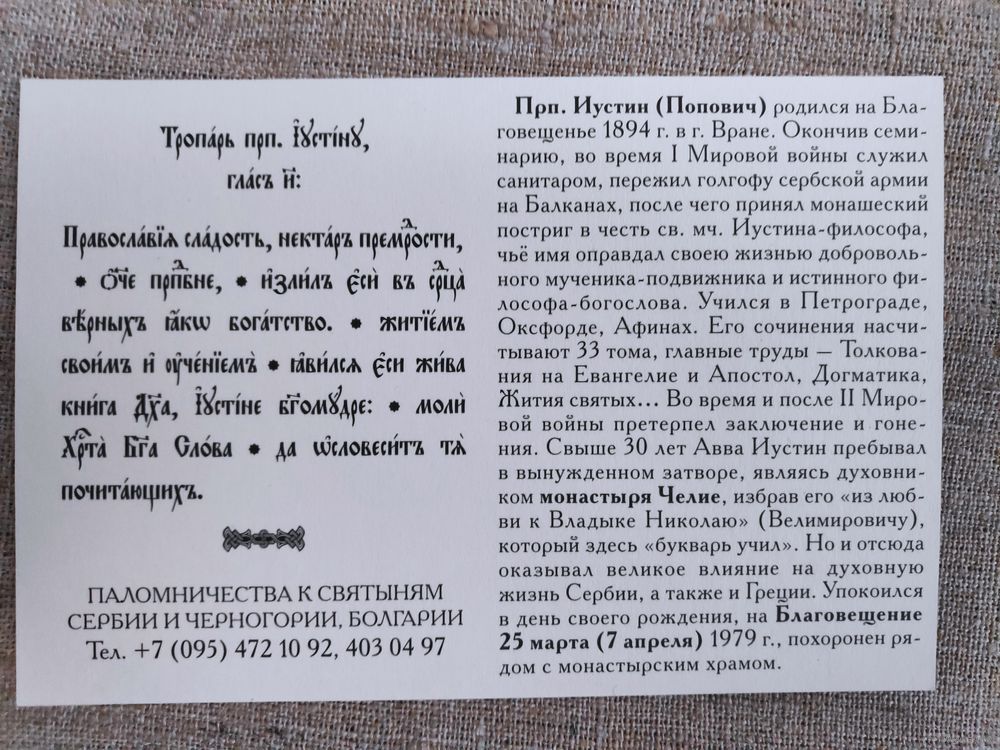 Тропа́рь прп. І҆ꙋсті́нꙋ,
гла́съ и҃:
Правосла́вїѧ сла́дость, некта́ръ премⷣрости,
• ѻ҆́ч҃е прпⷣбне, • и҆злїѧ́лъ є҆сѝ въ срⷣца̀
вѣ́рныхъ ꙗ҆́кѡ бога́тство. • житїе́мъ
свои́мъ и҆ ᲂу҆че́нїемъ • ꙗ҆ви́лсѧ є҆сѝ жи́ва
кни́га Дх҃а, І҆ꙋсті́не бг҃омꙋ́дре: • молѝ
Хрⷭ҇та̀ Бг҃а Сло́ва • да ѡ҆словеси́тъ тѧ̀
почита́ющихъ.
ПАЛОМНИЧЕСТВА К СВЯТЫНЯМ
СЕРБИИ И ЧЕРНОГОРИИ, БОЛГАРИИ
Тел. +7 (095) 472 10 92, 403 04 97
Прп. Иустин (Попович) родился на Бла-
говещенье 1894 г. в г. Вране. Окончив семи-
нарию, во время I Мировой войны служил
санитаром, пережил голгофу сербской армии
на Балканах, после чего принял монашеский
постриг в честь св. мч. Иустина-философа,
чьё имя оправдал своею жизнью доброволь-
ного мученика-подвижника и истинного фи-
лософа-богослова. Учился в Петрограде,
Оксфорде, Афинах. Его сочинения насчи-
тывают 33 тома, главные труды — Толкова-
ния на Евангелие и Апостол, Догматика,
Жития святых... Во время и после II Миро-
вой войны претерпел заключение и гоне-
ния. Свыше 30 лет Авва Иустин пребывал
в вынужденном затворе, являясь духовни-
ком монастыря Челие, избрав его «из люб-
ви к Владыке Николаю» (Велимировичу),
который здесь «букварь учил». Но и отсюда
оказывал великое влияние на духовную
жизнь Сербии, а также и Греции. Упокоился
в день своего рождения, на Благовещение
25 марта (7 апреля) 1979 г., похоронен ря-
дом с монастырским храмом.